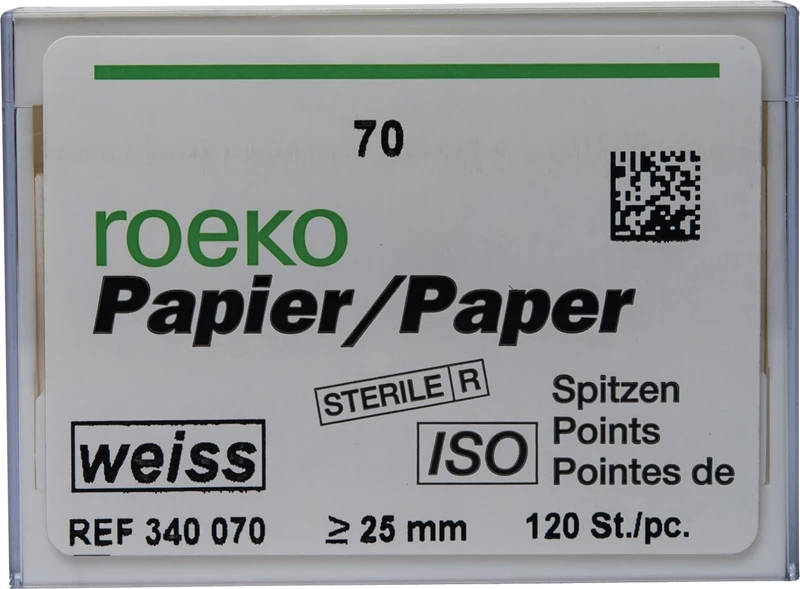 70
roeko
Papier/Paper
STERILE R
Spitzen
Points
Pointes de
weiss
ISO
REF 340 070
≥ 25 mm
120 St./pc.